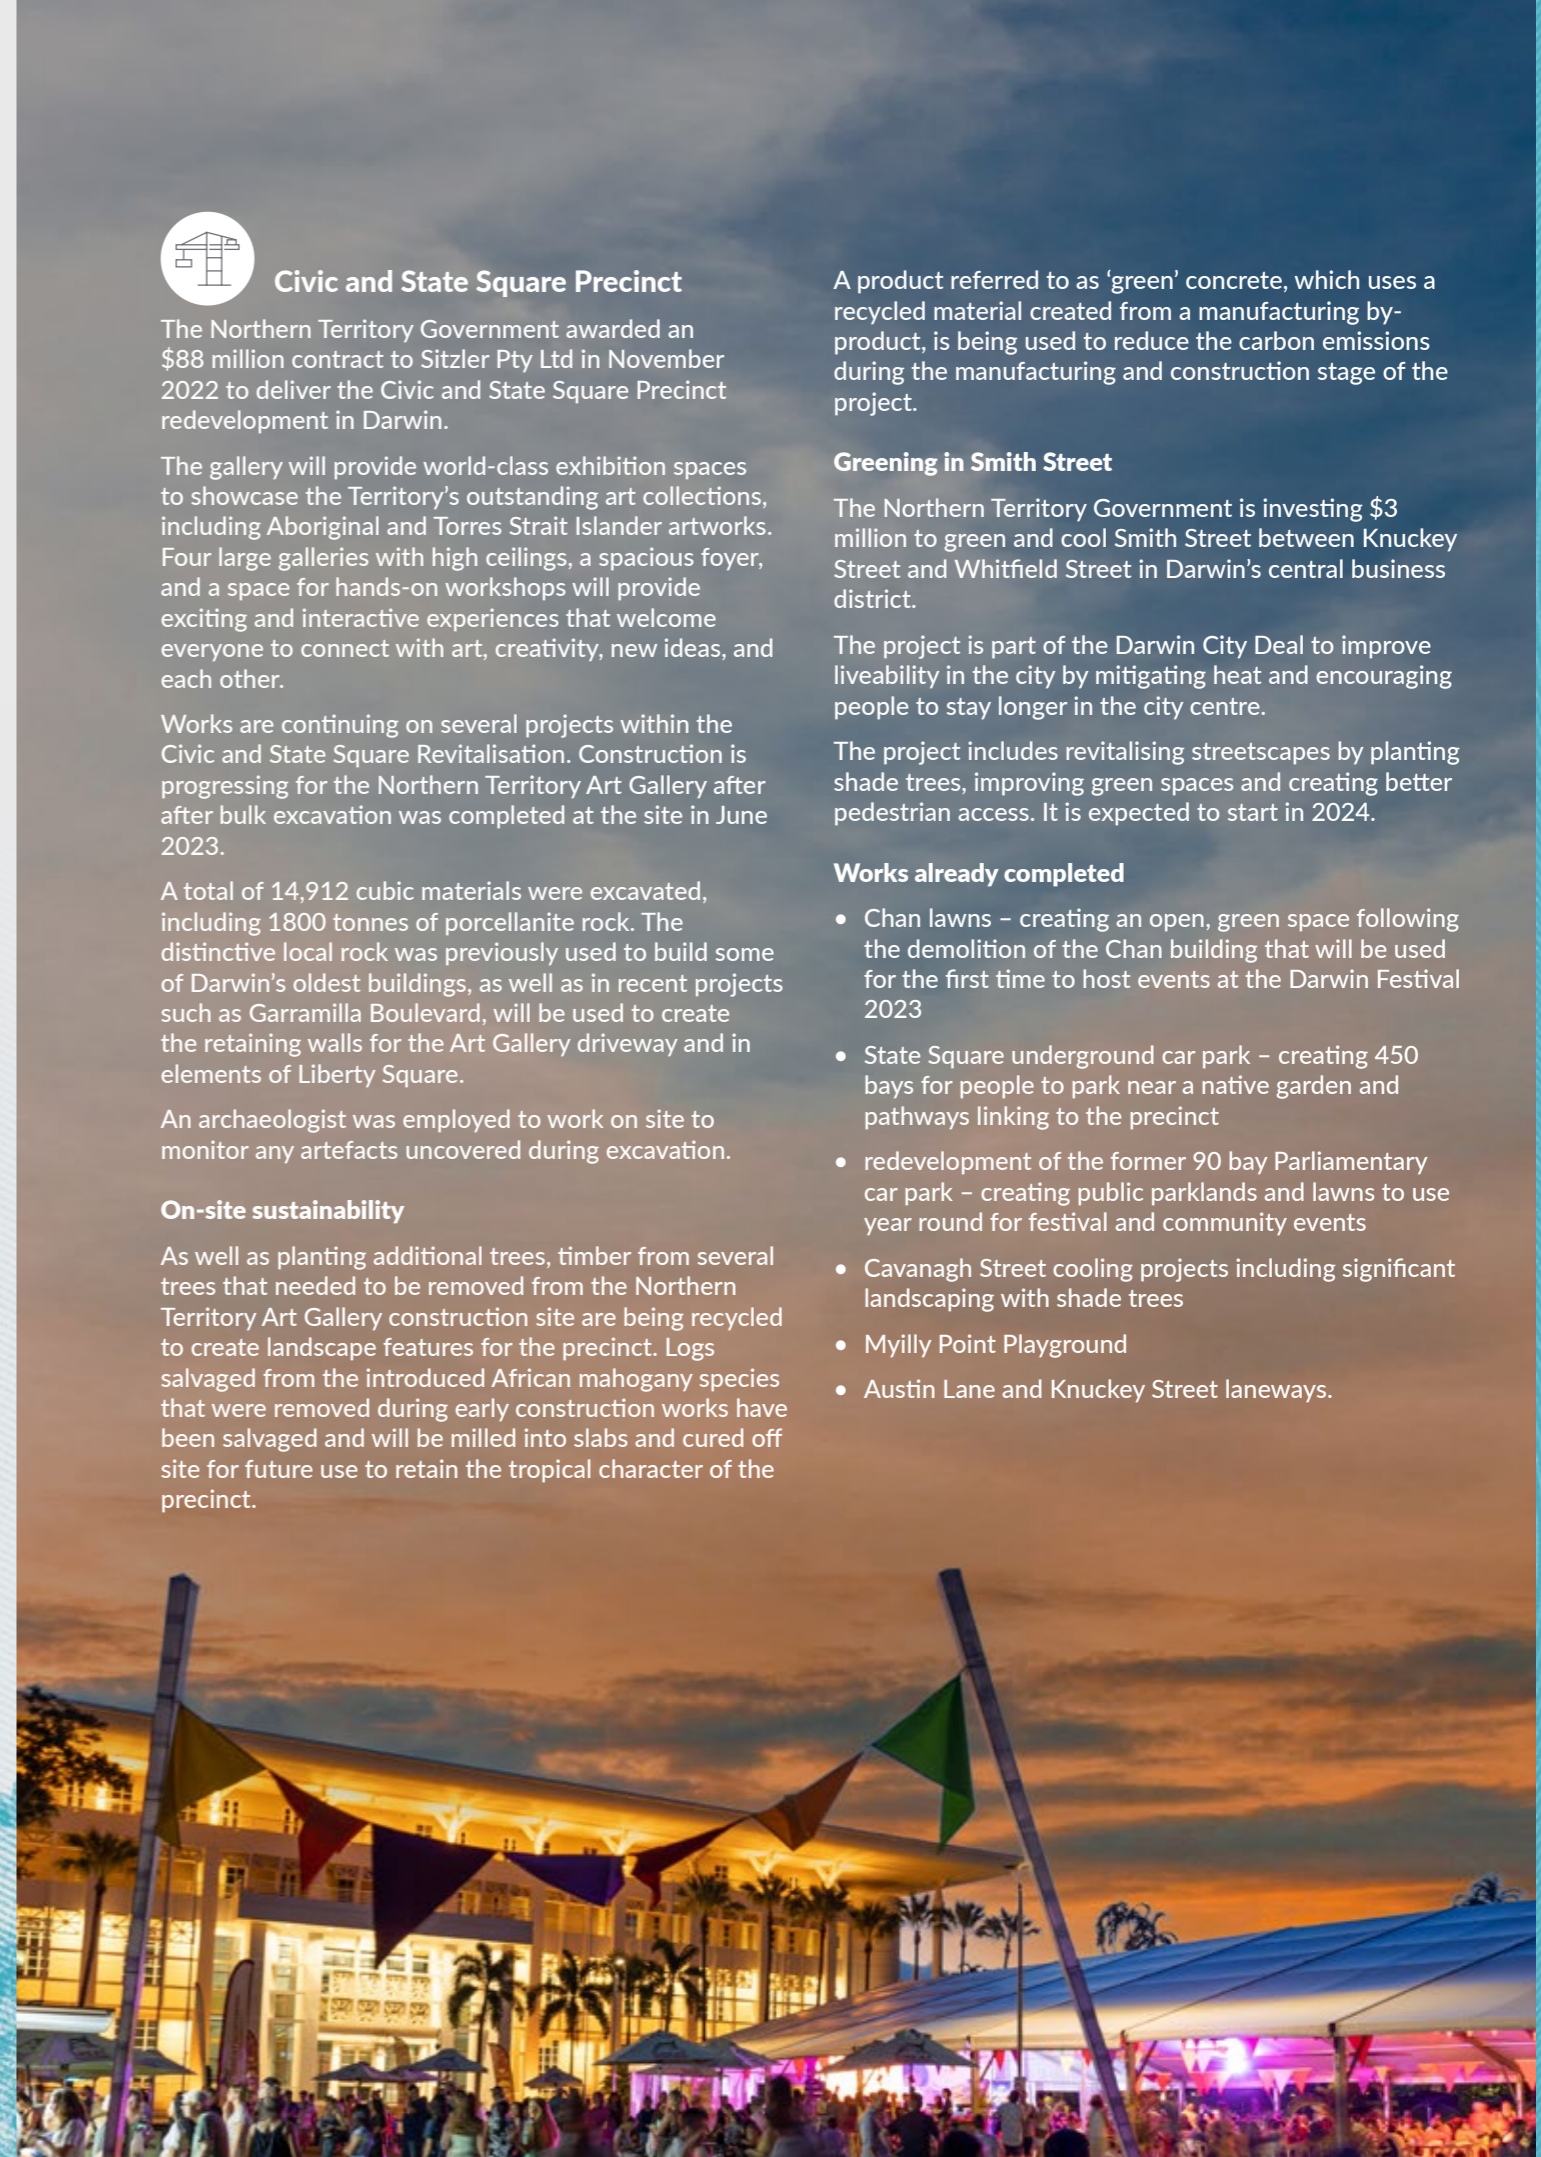 Civic and State Square Precinct
The Northern Territory Government awarded an
$88 million contract to Sitzler Pty Ltd in November
2022 to deliver the Civic and State Square Precinct
redevelopment in Darwin.
The gallery will provide world-class exhibition spaces
to showcase the Territory's outstanding art collections,
including Aboriginal and Torres Strait Islander artworks.
Four large galleries with high ceilings, a spacious foyer,
and a space for hands-on workshops will provide
exciting and interactive experiences that welcome
everyone to connect with art, creativity, new ideas, and
each other.
Works are continuing on several projects within the
Civic and State Square Revitalisation. Construction is
progressing for the Northern Territory Art Gallery after
after bulk excavation was completed at the site in June
2023.
A total of 14,912 cubic materials were excavated,
including 1800 tonnes of porcellanite rock. The
distinctive local rock was previously used to build some
of Darwin's oldest buildings, as well as in recent projects
such as Garramilla Boulevard, will be used to create
the retaining walls for the Art Gallery driveway and in
elements of Liberty Square.
An archaeologist was employed to work on site to
monitor any artefacts uncovered during excavation.
On-site sustainability
As well as planting additional trees, timber from several
trees that needed to be removed from the Northern
Territory Art Gallery construction site are being recycled
to create landscape features for the precinct. Logs
salvaged from the introduced African mahogany species
that were removed during early construction works have
been salvaged and will be milled into slabs and cured off
site for future use to retain the tropical character of the
precinct.
A product referred to as 'green' concrete, which uses a
recycled material created from a manufacturing by-
product, is being used to reduce the carbon emissions
during the manufacturing and construction stage of the
project.
Greening in Smith Street
The Northern Territory Government is investing $3
million to green and cool Smith Street between Knuckey
Street and Whitfield Street in Darwin's central business
district.
The project is part of the Darwin City Deal to improve
liveability in the city by mitigating heat and encouraging
people to stay longer in the city centre.
The project includes revitalising streetscapes by planting
shade trees, improving green spaces and creating better
pedestrian access. It is expected to start in 2024.
Works already completed
• Chan lawns – creating an open, green space following
the demolition of the Chan building that will be used
for the first time to host events at the Darwin Festival
2023
• State Square underground car park – creating 450
bays for people to park near a native garden and
pathways linking to the precinct
• redevelopment of the former 90 bay Parliamentary
car park – creating public parklands and lawns to use
year round for festival and community events
• Cavanagh Street cooling projects including significant
landscaping with shade trees
• Myilly Point Playground
• Austin Lane and Knuckey Street laneways.